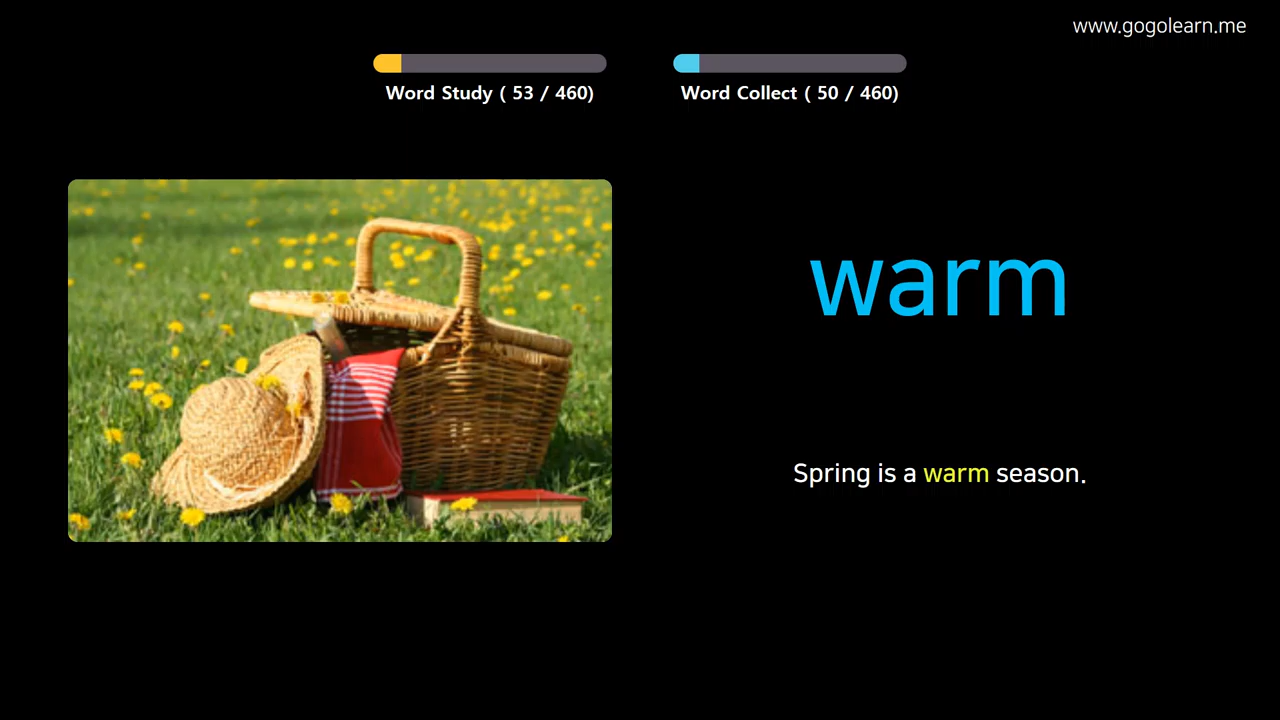 www.gogolearn.me
Word Study ( 53 / 460)
Word Collect ( 50 / 460)
warm
Spring is a warm season.